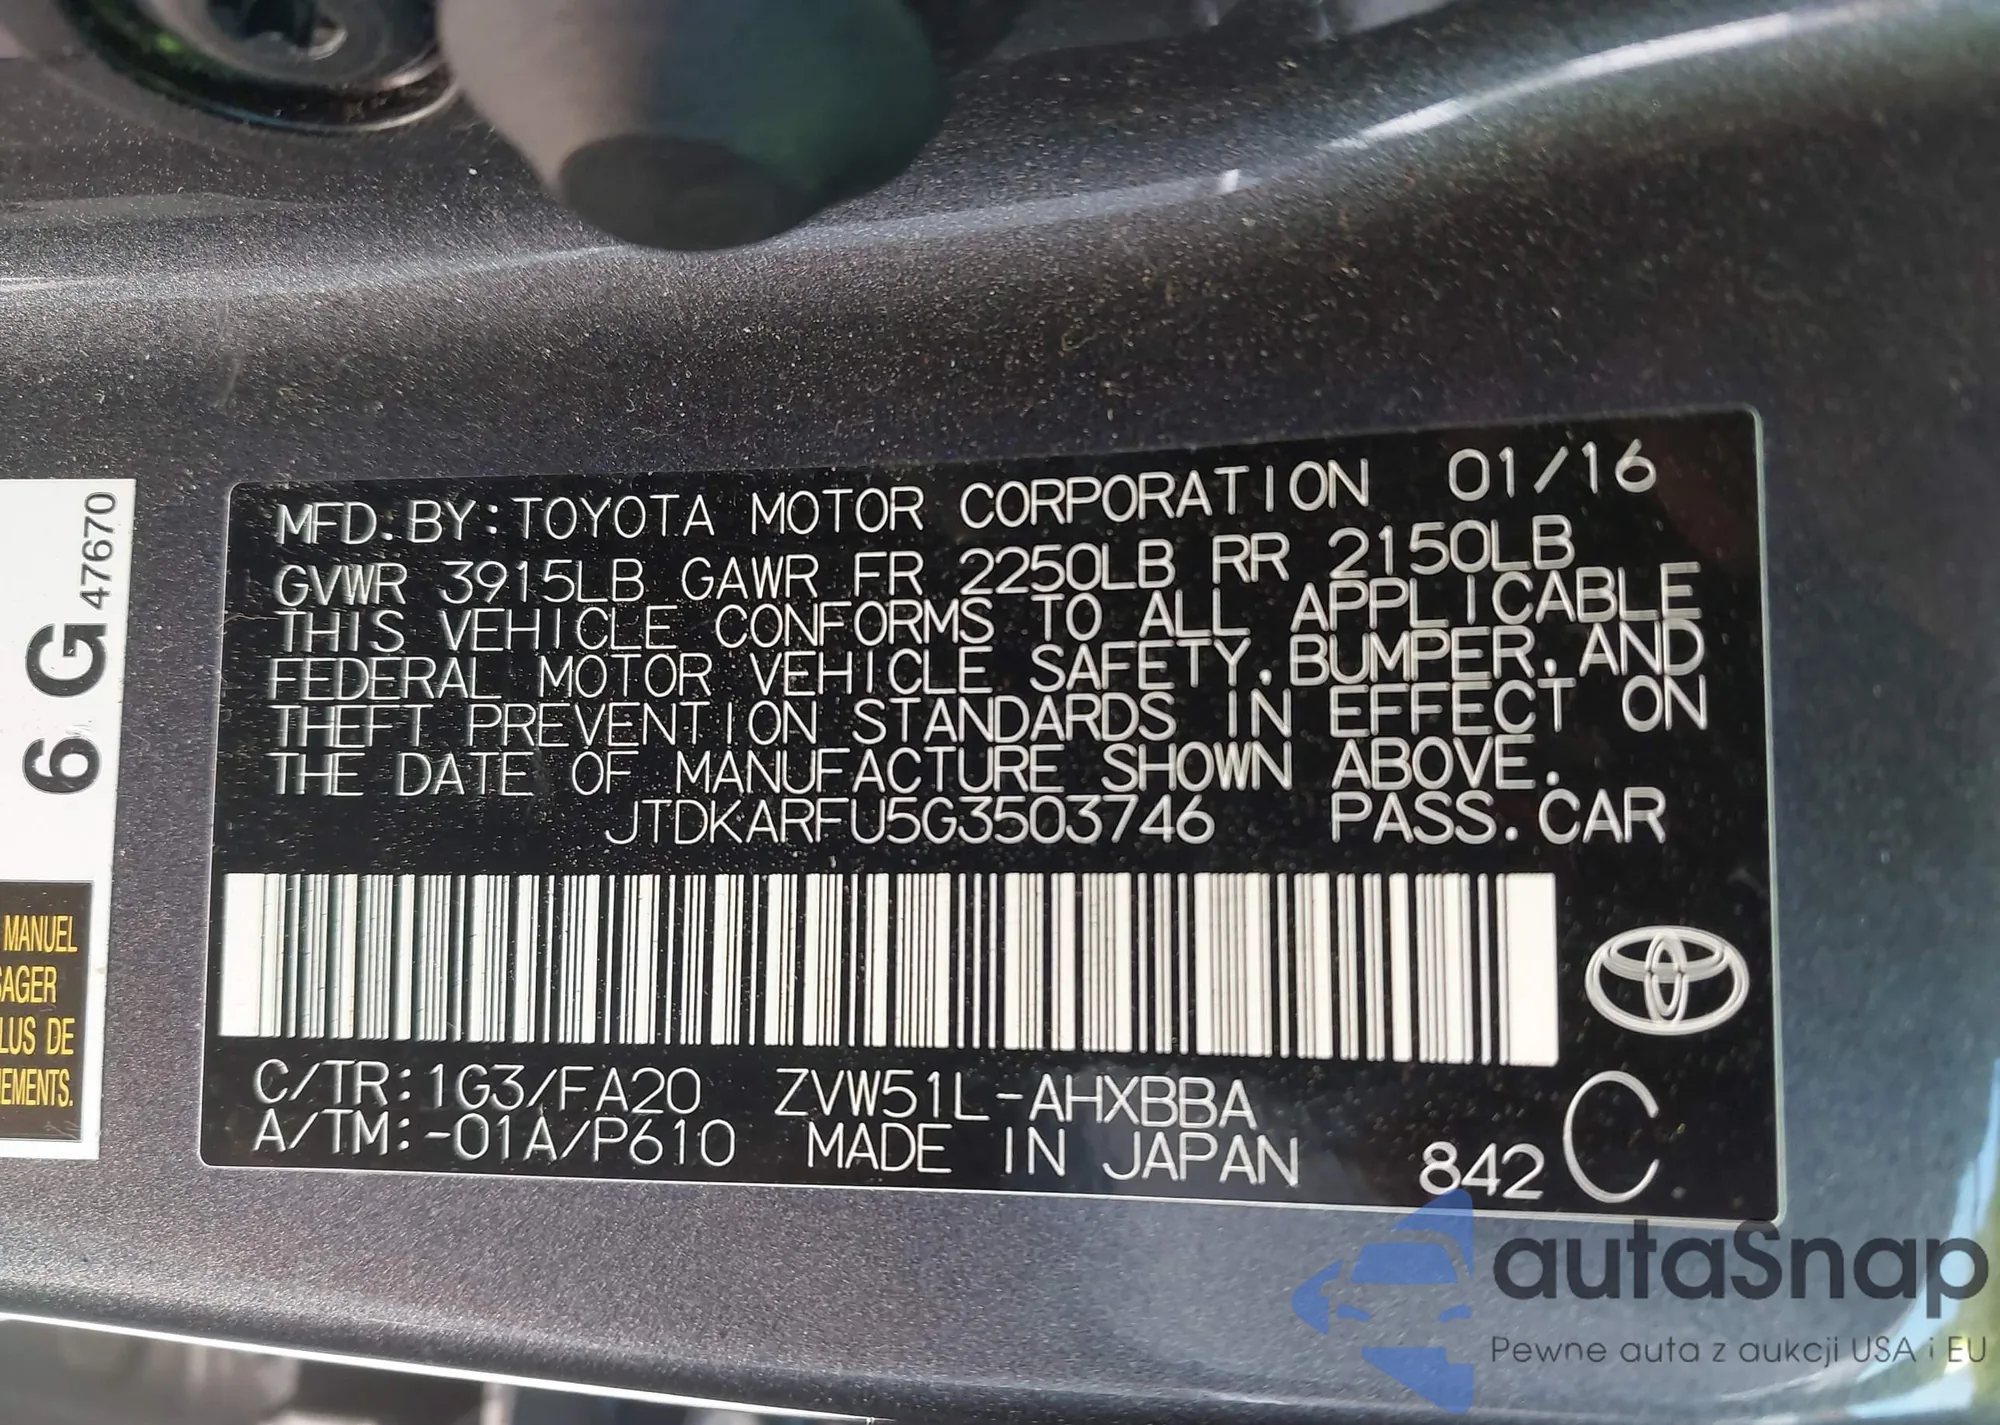 MFD.BY:TOYOTA MOTOR CORPORATION 01/16
GVWR 3915LB GAWR FR 2250LB RR 2150LB
THIS VEHICLE CONFORMS TO ALL APPLICABLE
FEDERAL MOTOR VEHICLE SAFETY,BUMPER,AND
THEFT PREVENTION STANDARDS IN EFFECT ON
THE DATE OF MANUFACTURE SHOWN ABOVE.
JTDKARFU5G3503746 PASS.CAR
C/TR:1G3/FA20 ZVW51L-AHXBBA
A/TM:-01A/P610 MADE IN JAPAN 842 C
6 G 47670
MANUEL
SAGER
LUS DE
EMENTS.
autaSnap
Pewne auta z aukcji USA i EU